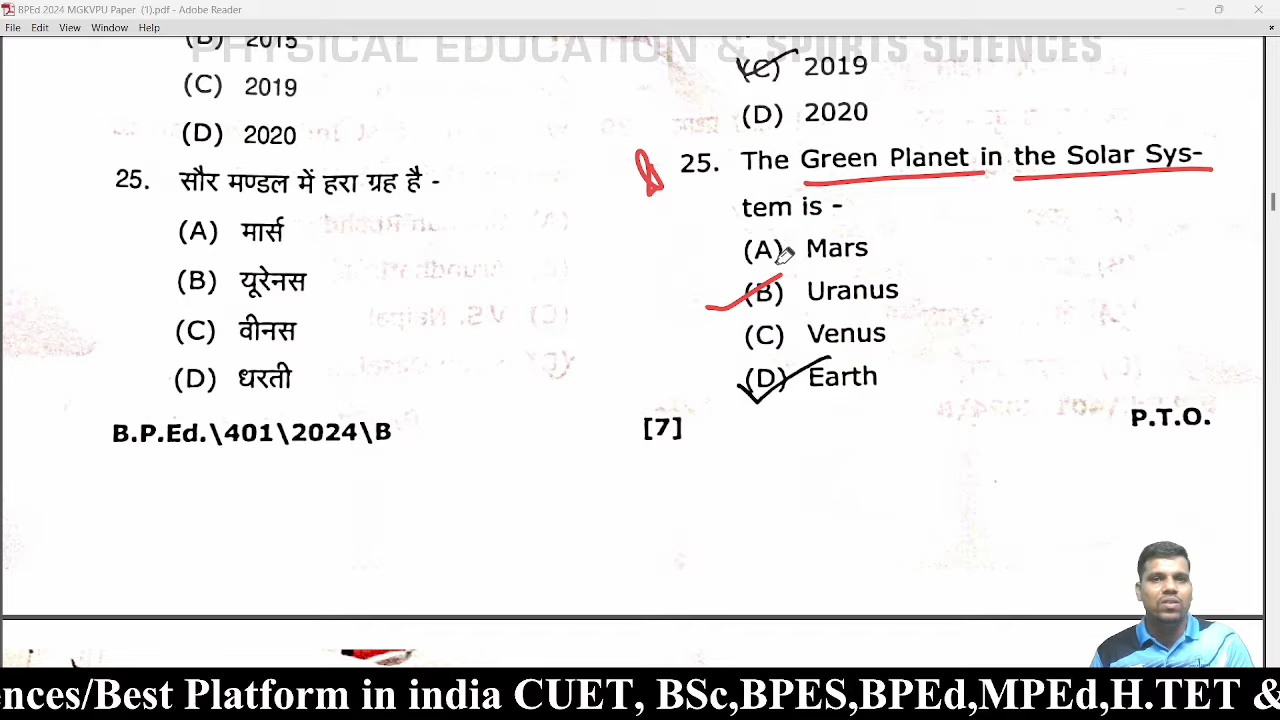 BPEd 2024 MGKVPU Paper (1).pdf - Adobe Reader
File Edit View Window Help
PHYSICAL EDUCATION & SPORTS SCIENCES
(B) 2015
(C) 2019
(D) 2020
25. सौर मण्डल में हरा ग्रह है -
(A) मार्स
(B) यूरेनस
(C) वीनस
(D) धरती
B.P.Ed.\401\2024\B
(C) 2019
(D) 2020
25. The Green Planet in the Solar Sys-
tem is -
(A) Mars
(B) Uranus
(C) Venus
(D) Earth
[7]
P.T.O.
ences/Best Platform in india CUET, BSc,BPES,BPEd,MPEd,H.TET &